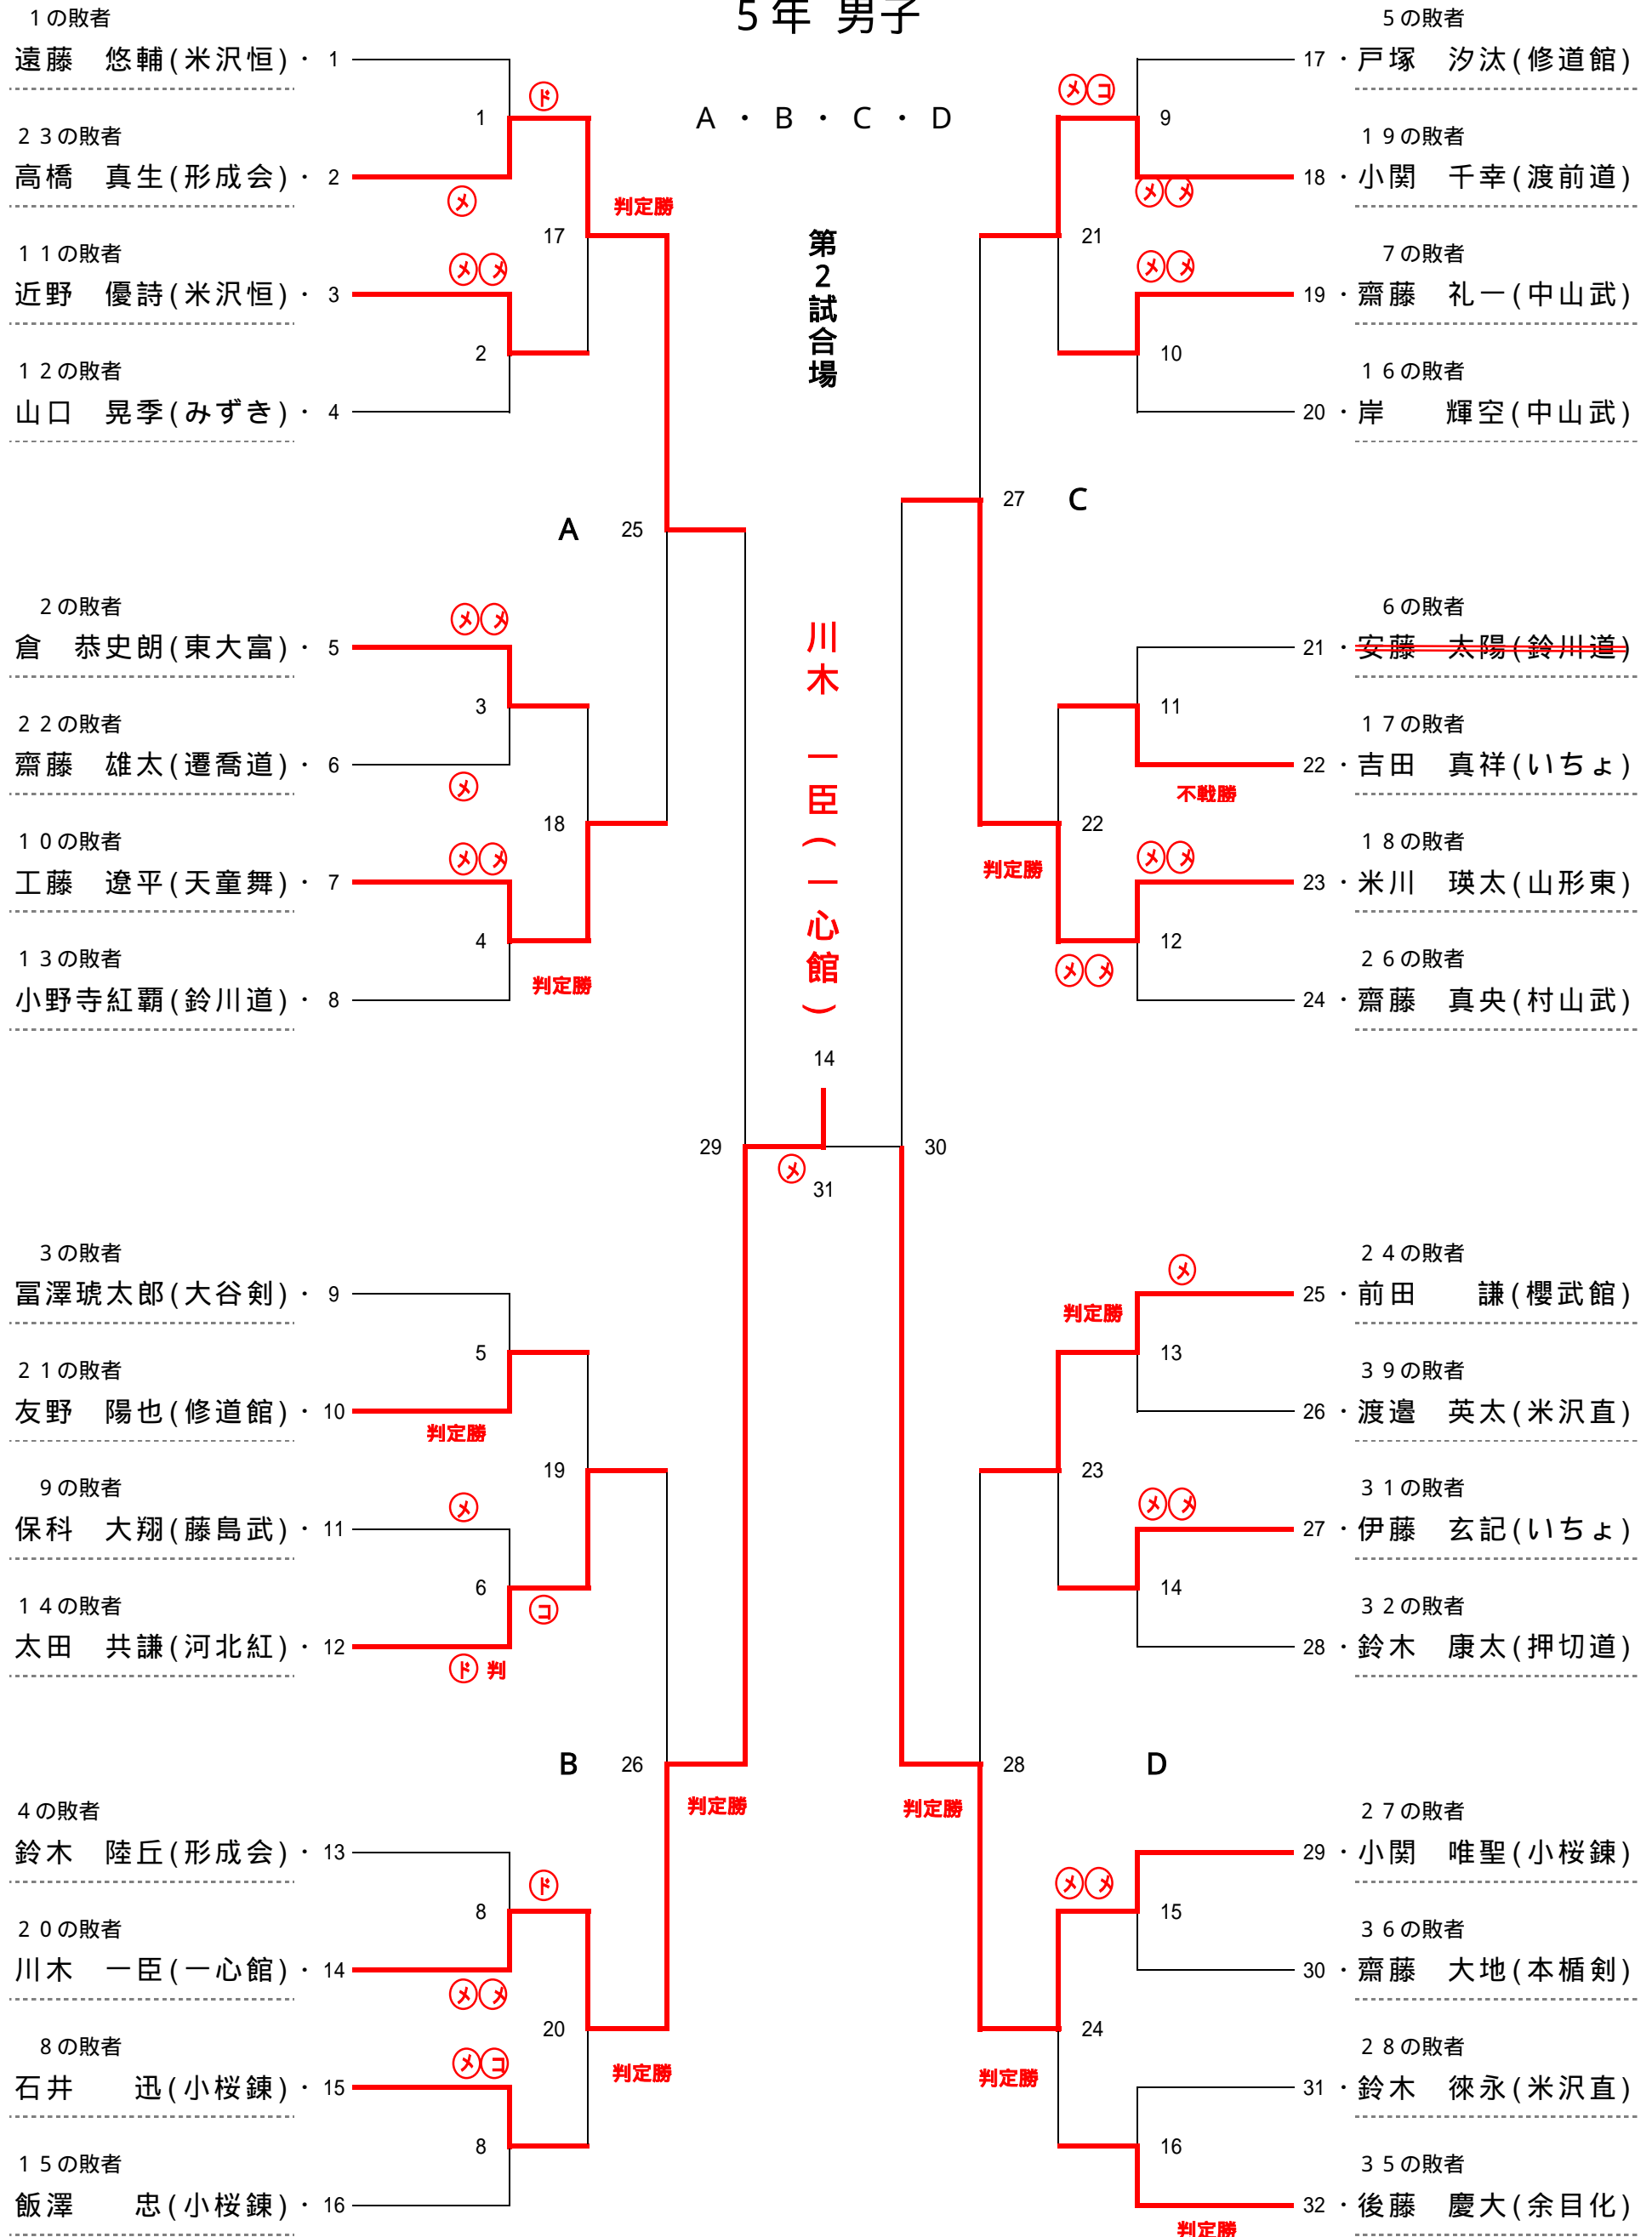 ５年 男子
A ・ B ・ C ・ D
第２試合場
１の敗者
遠藤　悠輔(米沢恒)・ 1
２３の敗者
高橋　真生(形成会)・ 2
１１の敗者
近野　優詩(米沢恒)・ 3
１２の敗者
山口　晃季(みずき)・ 4
２の敗者
倉　恭史朗(東大富)・ 5
２２の敗者
齋藤　雄太(遷喬道)・ 6
１０の敗者
工藤　遼平(天童舞)・ 7
１３の敗者
小野寺紅覇(鈴川道)・ 8
３の敗者
冨澤琥太郎(大谷剣)・ 9
２１の敗者
友野　陽也(修道館)・ 10
９の敗者
保科　大翔(藤島武)・ 11
１４の敗者
太田　共謙(河北紅)・ 12
４の敗者
鈴木　陸丘(形成会)・ 13
２０の敗者
川木　一臣(一心館)・ 14
８の敗者
石井　　迅(小桜錬)・ 15
１５の敗者
飯澤　　忠(小桜錬)・ 16
1
ド
メ
17
判定勝
メメ
2
A
25
メメ
3
メ
18
メメ
4
判定勝
5
判定勝
19
メ
6
コ
ド 判
B
26
判定勝
8
ド
メメ
20
判定勝
メコ
8
川木　一臣(一心館)
14
29
30
メ
31
５の敗者
17 ・戸塚　汐汰(修道館)
１９の敗者
18 ・小関　千幸(渡前道)
７の敗者
19 ・齋藤　礼一(中山武)
１６の敗者
20 ・岸　　輝空(中山武)
６の敗者
21 ・安藤　太陽(鈴川道)
１７の敗者
22 ・吉田　真祥(いちょ)
１８の敗者
23 ・米川　瑛太(山形東)
２６の敗者
24 ・齋藤　真央(村山武)
２４の敗者
25 ・前田　　謙(櫻武館)
３９の敗者
26 ・渡邉　英太(米沢直)
３１の敗者
27 ・伊藤　玄記(いちょ)
３２の敗者
28 ・鈴木　康太(押切道)
２７の敗者
29 ・小関　唯聖(小桜錬)
３６の敗者
30 ・齋藤　大地(本楯剣)
２８の敗者
31 ・鈴木　徠永(米沢直)
３５の敗者
32 ・後藤　慶大(余目化)
メコ
9
メメ
21
メメ
10
27
C
11
不戦勝
22
判定勝
メメ
12
メメ
メ
判定勝
13
23
メメ
14
28
D
判定勝
メメ
15
24
判定勝
16
判定勝